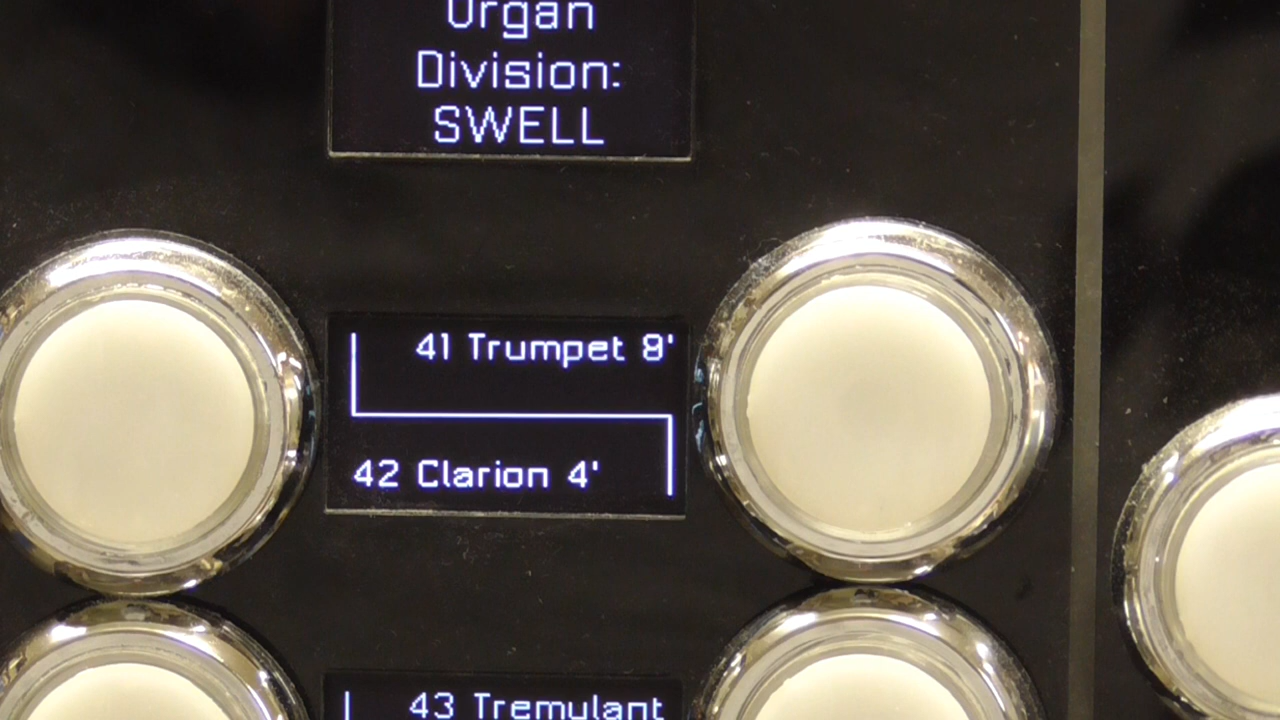 Organ
Division:
SWELL
41 Trumpet 8'
42 Clarion 4'
43 Tremulant